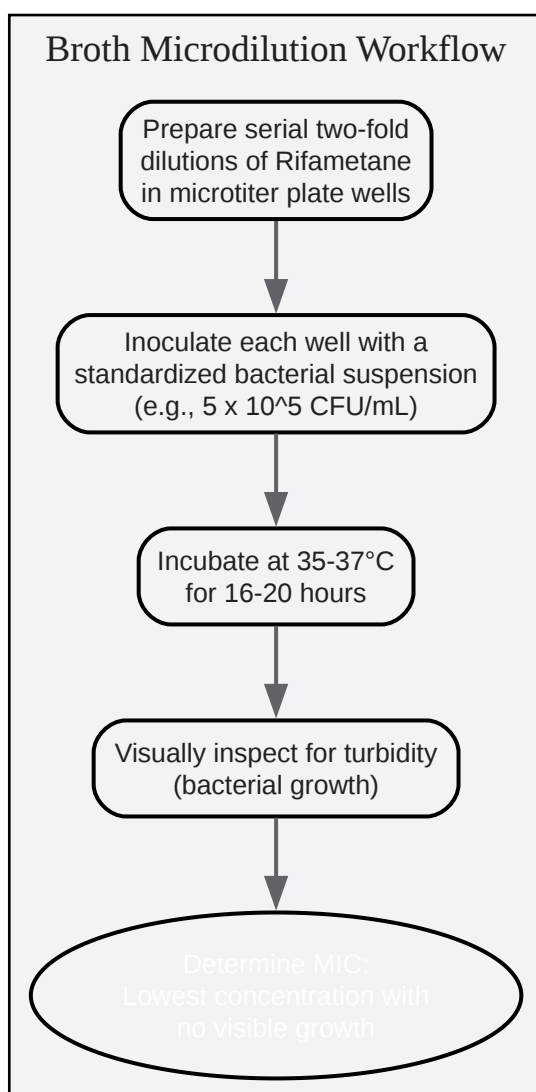 Broth Microdilution Workflow
Prepare serial two-fold
dilutions of Rifametane
in microtiter plate wells
Inoculate each well with a
standardized bacterial suspension
(e.g., 5 x 10^5 CFU/mL)
Incubate at 35-37°C
for 16-20 hours
Visually inspect for turbidity
(bacterial growth)
Determine MIC:
Lowest concentration with
no visible growth